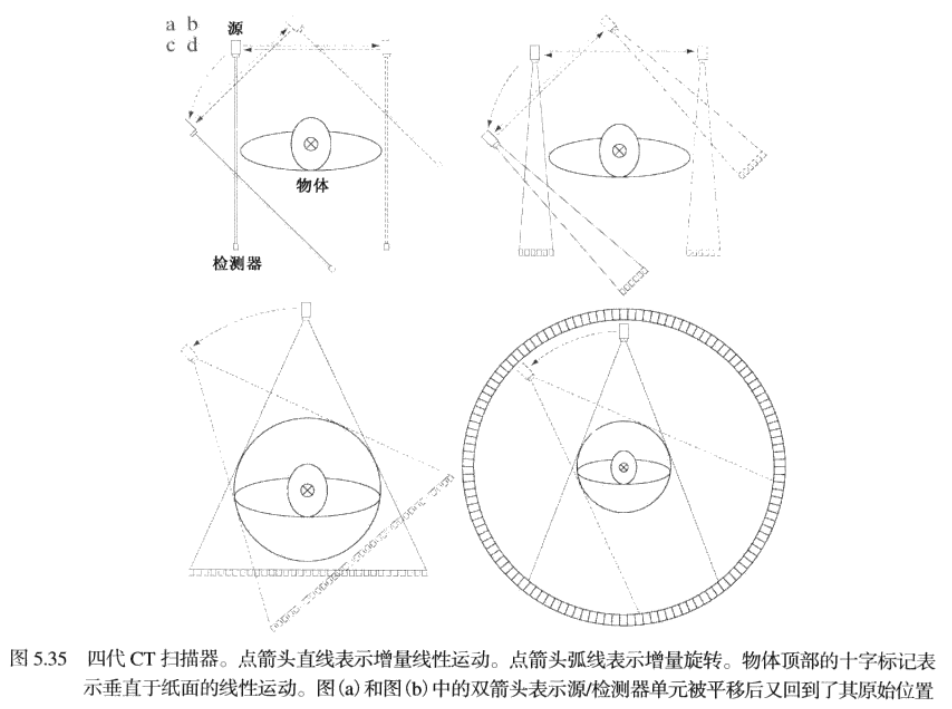 a b
c d
源
物体
检测器
图 5.35 四代 CT 扫描器。点箭头直线表示增量线性运动。点箭头弧线表示增量旋转。物体顶部的十字标记表
示垂直于纸面的线性运动。图(a)和图(b)中的双箭头表示源/检测器单元被平移后又回到了其原始位置